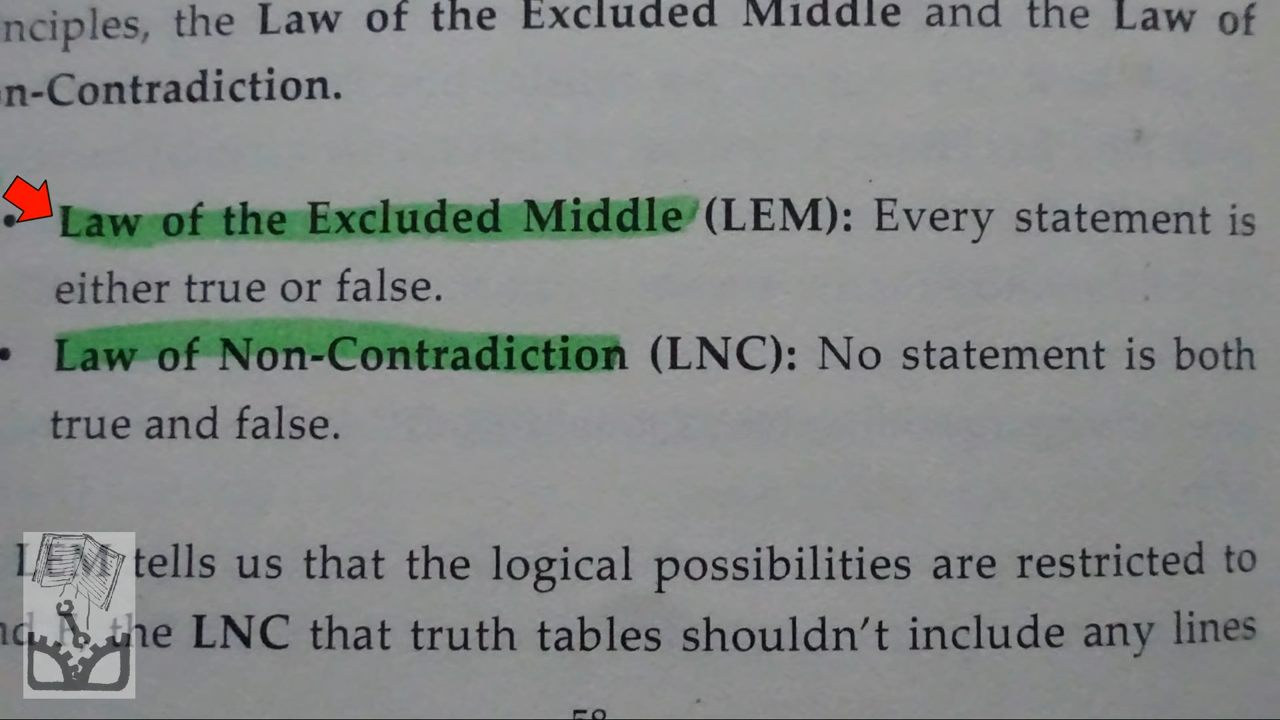 nciples, the Law of the Excluded Middle and the Law of
n-Contradiction.
• Law of the Excluded Middle (LEM): Every statement is
either true or false.
• Law of Non-Contradiction (LNC): No statement is both
true and false.
LEM tells us that the logical possibilities are restricted to
the LNC that truth tables shouldn't include any lines